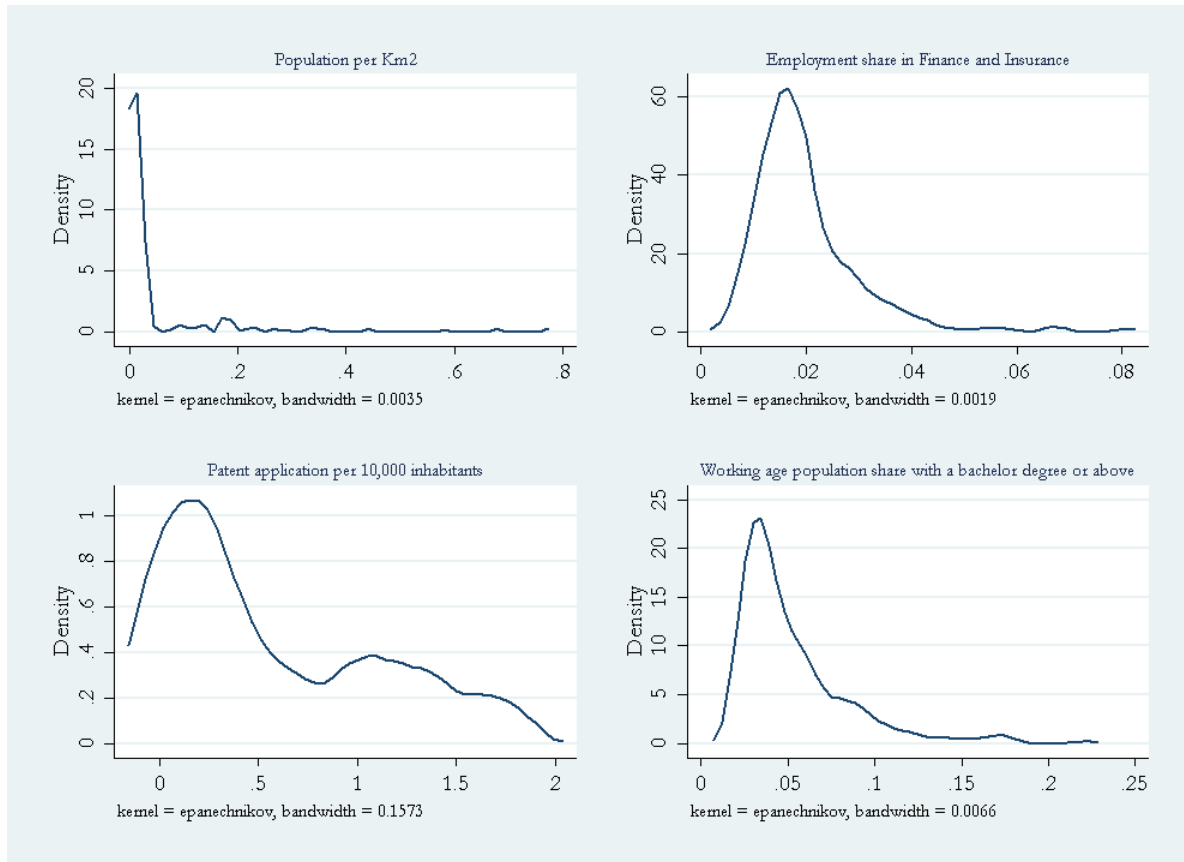 Population per Km2
Density
20
15
10
5
0
0 .2 .4 .6 .8
kernel = epanechnikov, bandwidth = 0.0035
Employment share in Finance and Insurance
Density
60
40
20
0
0 .02 .04 .06 .08
kernel = epanechnikov, bandwidth = 0.0019
Patent application per 10,000 inhabitants
Density
1
.8
.6
.4
.2
0
0 .5 1 1.5 2
kernel = epanechnikov, bandwidth = 0.1573
Working age population share with a bachelor degree or above
Density
25
20
15
10
5
0
0 .05 .1 .15 .2 .25
kernel = epanechnikov, bandwidth = 0.0066